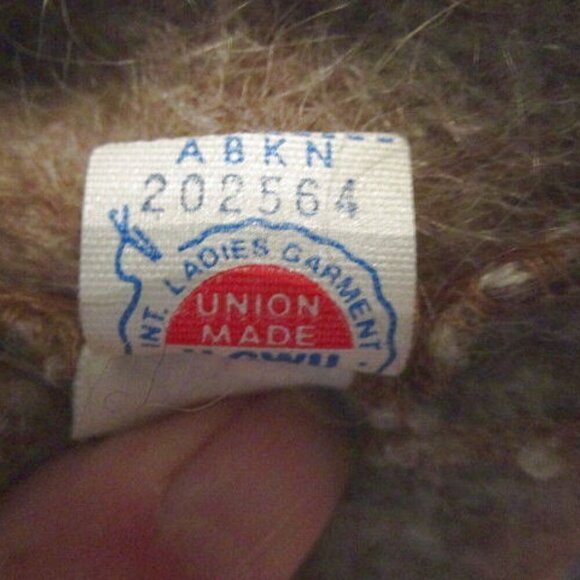 ABKN
202564
INT. LADIES GARMENT
UNION
MADE